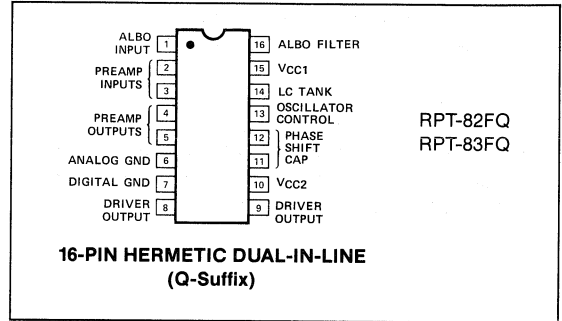 ALBO
INPUT 1
PREAMP
INPUTS
2
3
PREAMP
OUTPUTS
4
5
ANALOG GND 6
DIGITAL GND 7
DRIVER
OUTPUT 8
16 ALBO FILTER
15 VCC1
14 LC TANK
13 OSCILLATOR
CONTROL
12 PHASE
SHIFT
11 CAP
10 VCC2
9 DRIVER
OUTPUT
RPT-82FQ
RPT-83FQ
16-PIN HERMETIC DUAL-IN-LINE
(Q-Suffix)